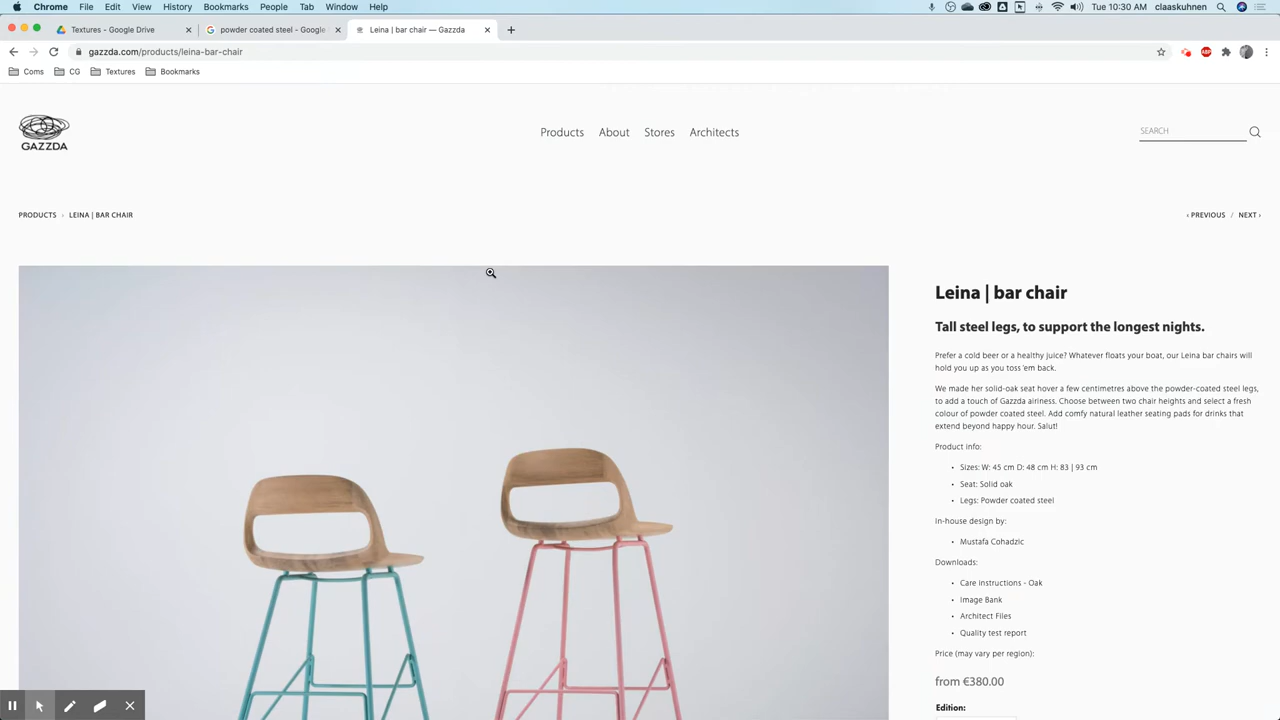 Chrome File Edit View History Bookmarks People Tab Window Help Tue 10:30 AM claaskuhnen
Textures - Google Drive powder coated steel - Google Leina | bar chair — Gazzda
gazzda.com/products/leina-bar-chair
Coms CG Textures Bookmarks
GAZZDA
Products About Stores Architects
SEARCH
PRODUCTS › LEINA | BAR CHAIR
‹ PREVIOUS / NEXT ›
Leina | bar chair
Tall steel legs, to support the longest nights.
Prefer a cold beer or a healthy juice? Whatever floats your boat, our Leina bar chairs will
hold you up as you toss 'em back.
We made her solid-oak seat hover a few centimetres above the powder-coated steel legs,
to add a touch of Gazzda airiness. Choose between two chair heights and select a fresh
colour of powder coated steel. Add comfy natural leather seating pads for drinks that
extend beyond happy hour. Salut!
Product info:
• Sizes: W: 45 cm D: 48 cm H: 83 | 93 cm
• Seat: Solid oak
• Legs: Powder coated steel
In-house design by:
• Mustafa Cohadzic
Downloads:
• Care instructions - Oak
• Image Bank
• Architect Files
• Quality test report
Price (may vary per region):
from €380.00
Edition: